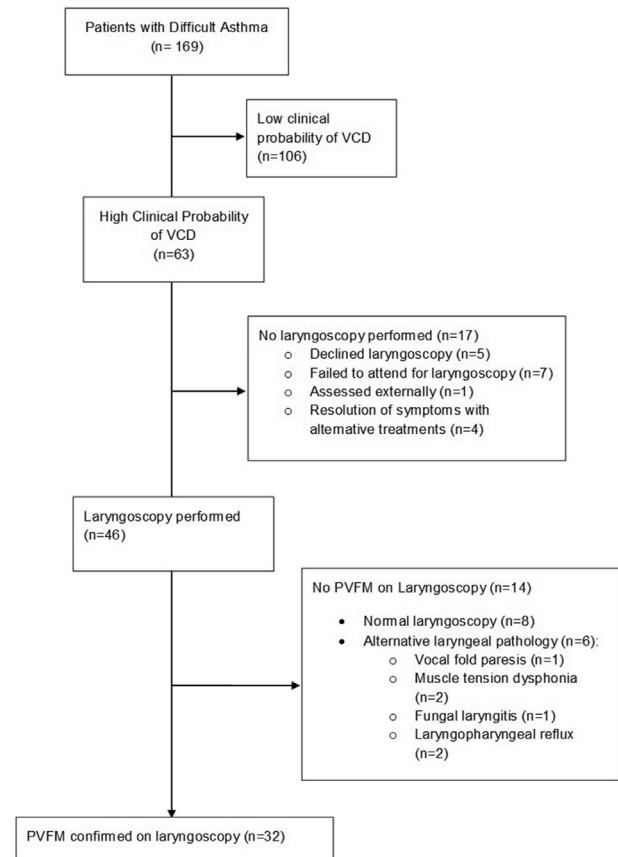 Patients with Difficult Asthma
(n= 169)
Low clinical
probability of VCD
(n=106)
High Clinical Probability
of VCD
(n=63)
No laryngoscopy performed (n=17)
o Declined laryngoscopy (n=5)
o Failed to attend for laryngoscopy (n=7)
o Assessed externally (n=1)
o Resolution of symptoms with
alternative treatments (n=4)
Laryngoscopy performed
(n=46)
No PVFM on Laryngoscopy (n=14)
• Normal laryngoscopy (n=8)
• Alternative laryngeal pathology (n=6):
o Vocal fold paresis (n=1)
o Muscle tension dysphonia
(n=2)
o Fungal laryngitis (n=1)
o Laryngopharyngeal reflux
(n=2)
PVFM confirmed on laryngoscopy (n=32)